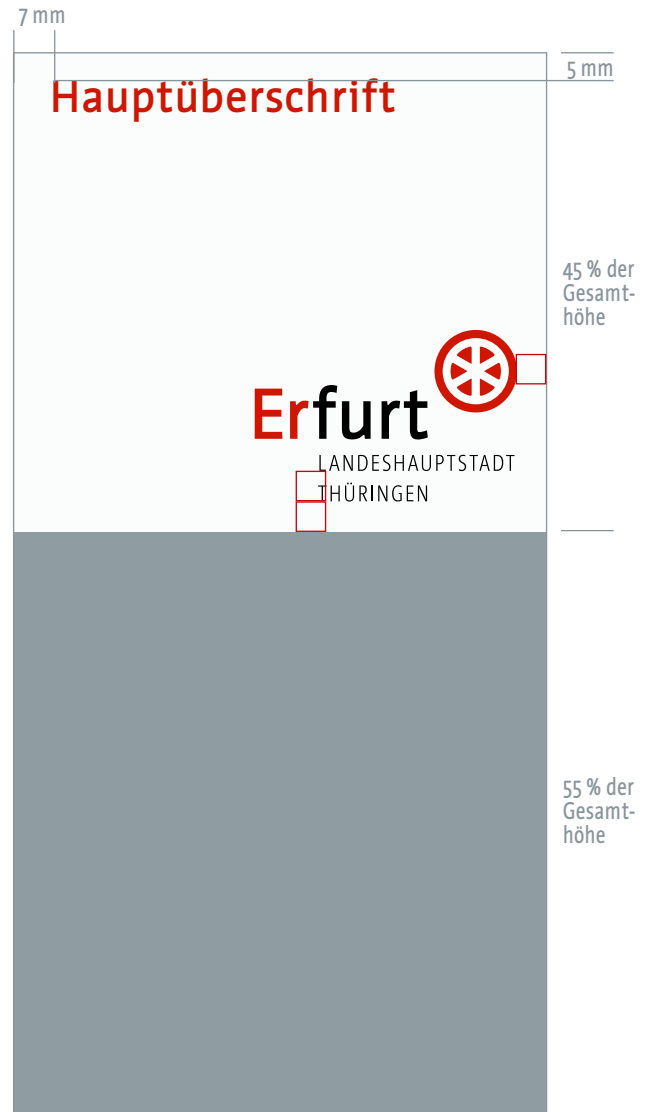 7 mm
5 mm
Hauptüberschrift
45 % der
Gesamt-
höhe
Erfurt
LANDESHAUPTSTADT
THÜRINGEN
55 % der
Gesamt-
höhe